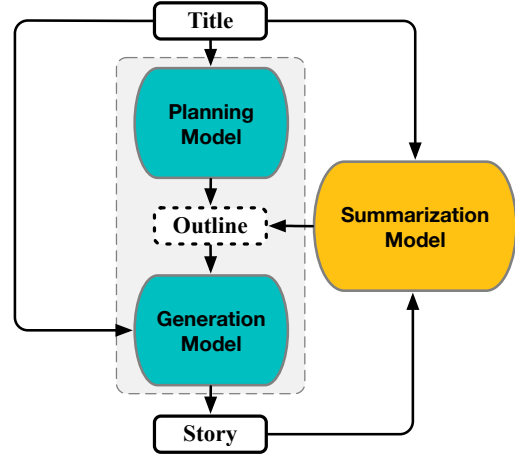 Title
Planning
Model
Outline
Summarization
Model
Generation
Model
Story